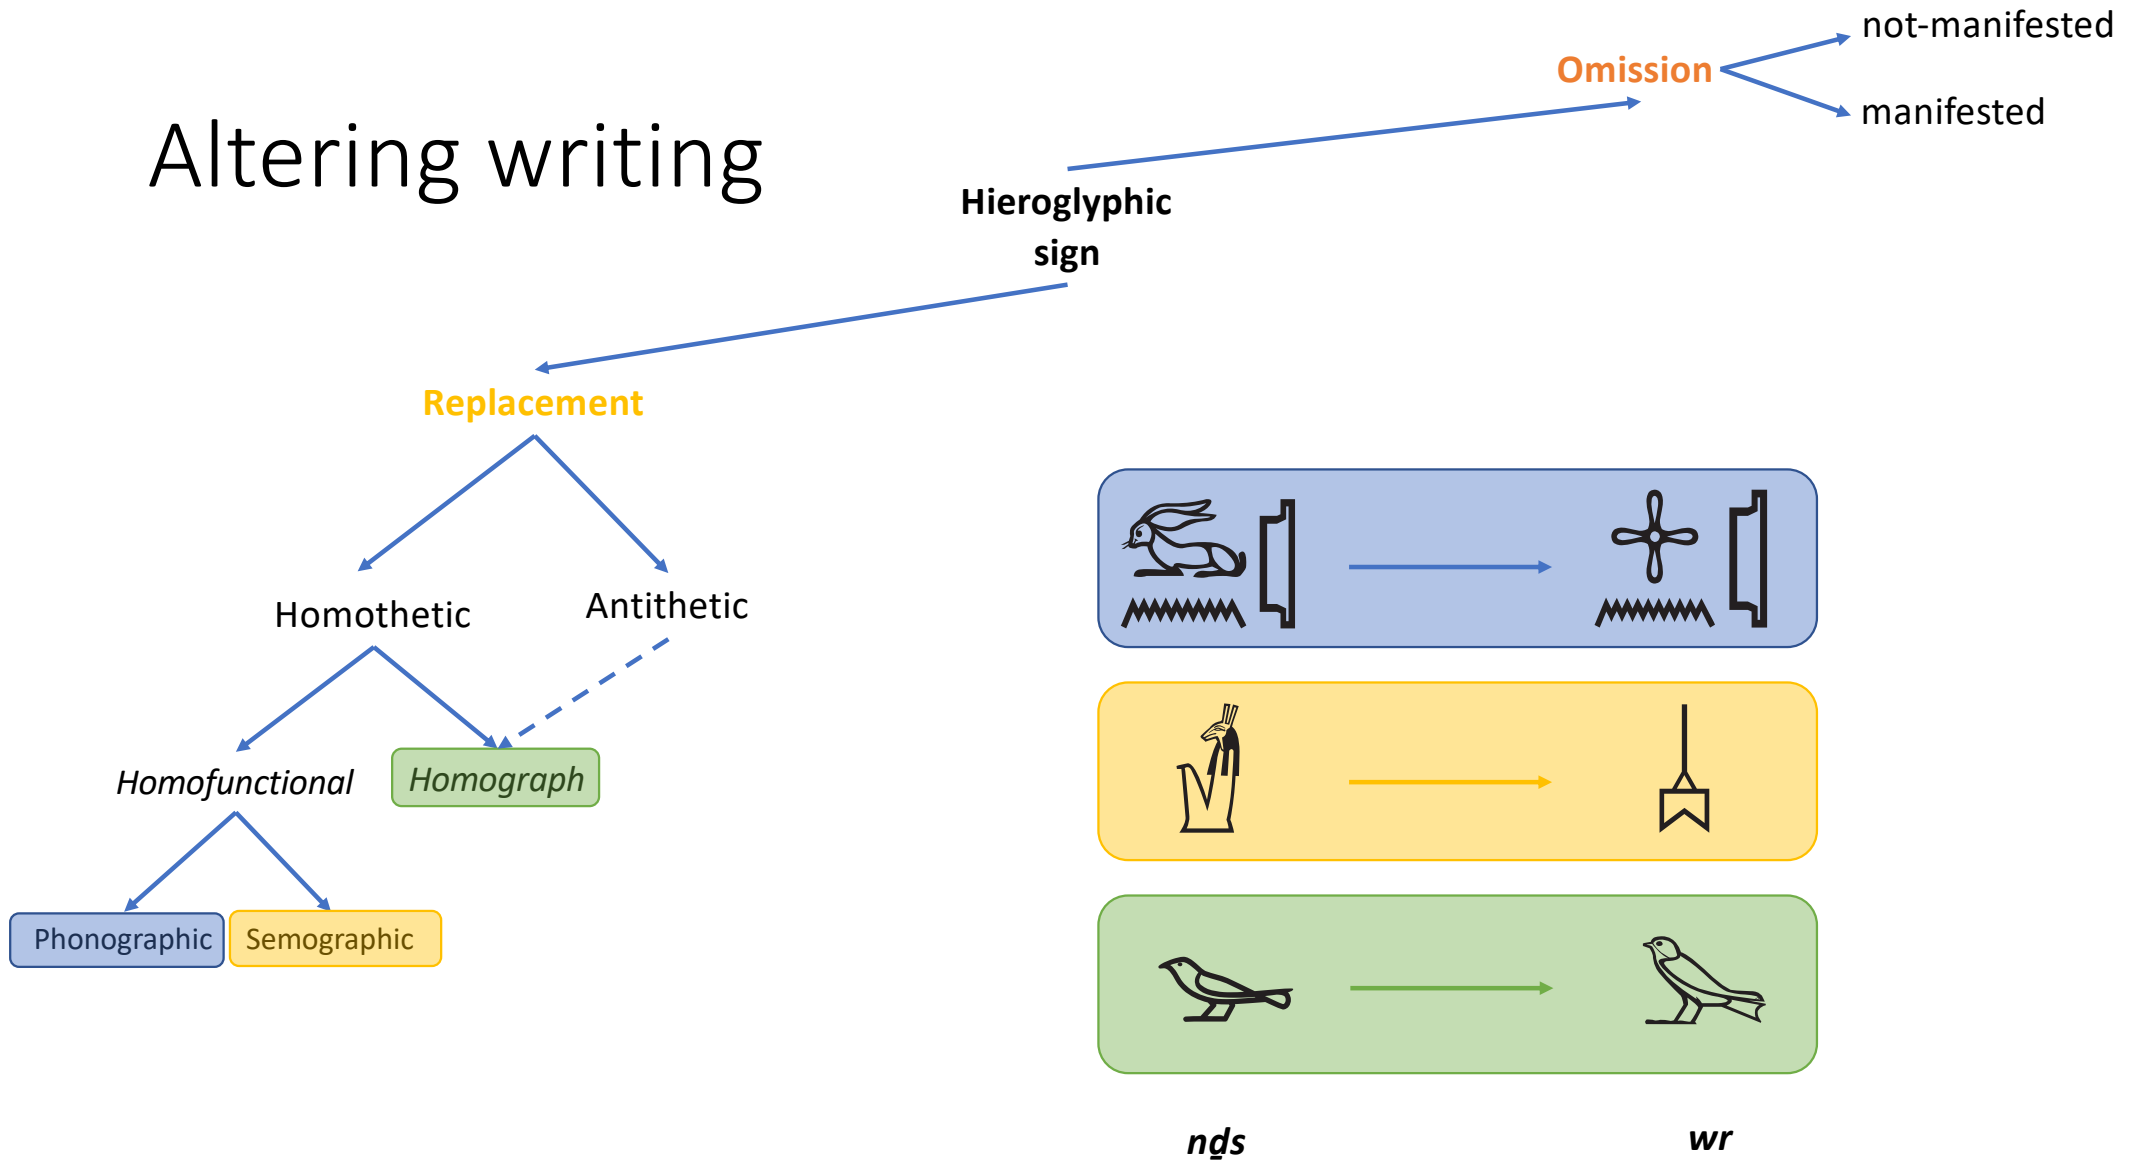 Altering writing
Omission
not-manifested
manifested
Hieroglyphic
sign
Replacement
Homothetic
Antithetic
Homofunctional
Homograph
Phonographic
Semographic
nḏs
wr